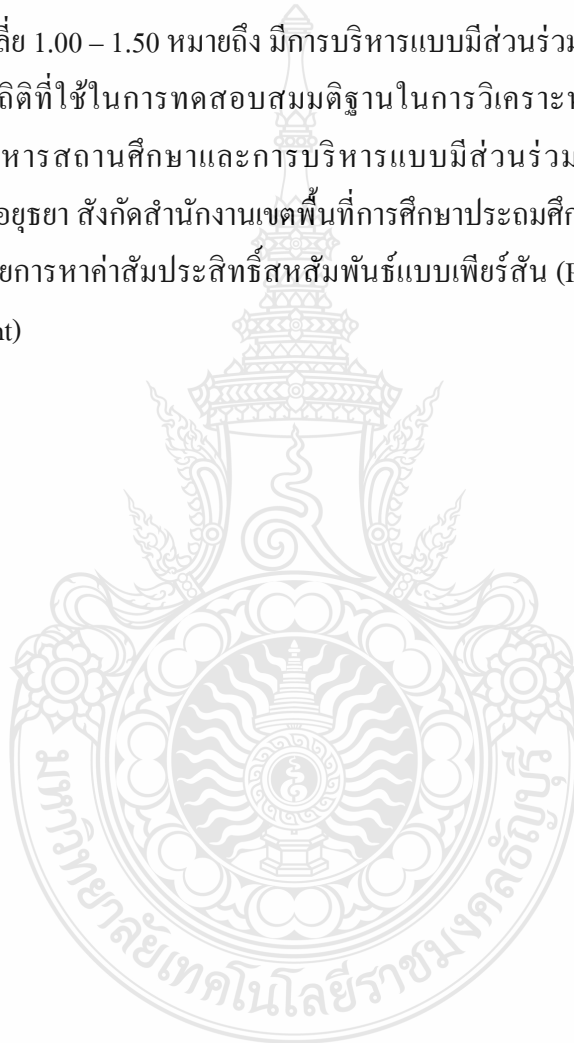 ลี่ย 1.00 – 1.50 หมายถึง มีการบริหารแบบมีส่วนร่วม
ถิติที่ใช้ในการทดสอบสมมติฐานในการวิเคราะห
หารสถานศึกษาและการบริหารแบบมีส่วนร่วม
อยุธยา สังกัดสำนักงานเขตพื้นที่การศึกษาประถมศึก
ยการหาค่าสัมประสิทธิ์สหสัมพันธ์แบบเพียร์สัน (P
nt)
มหาวิทยาลัยเทคโนโลยีราชมงคลธัญบุรี